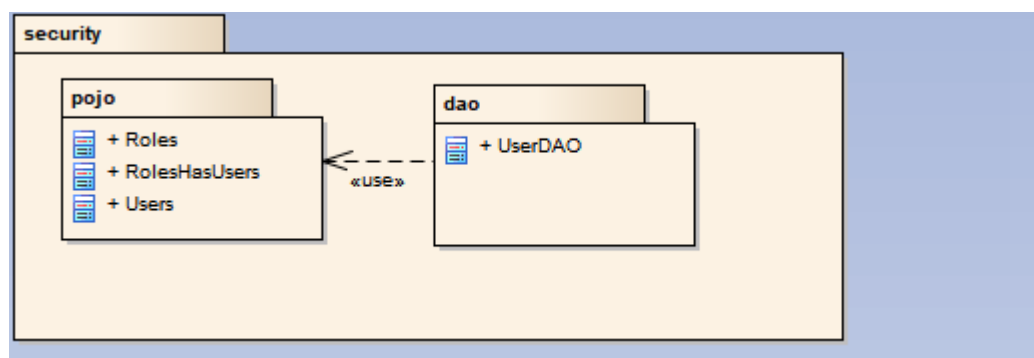 security
pojo
+ Roles
+ RolesHasUsers
+ Users
«use»
dao
+ UserDAO